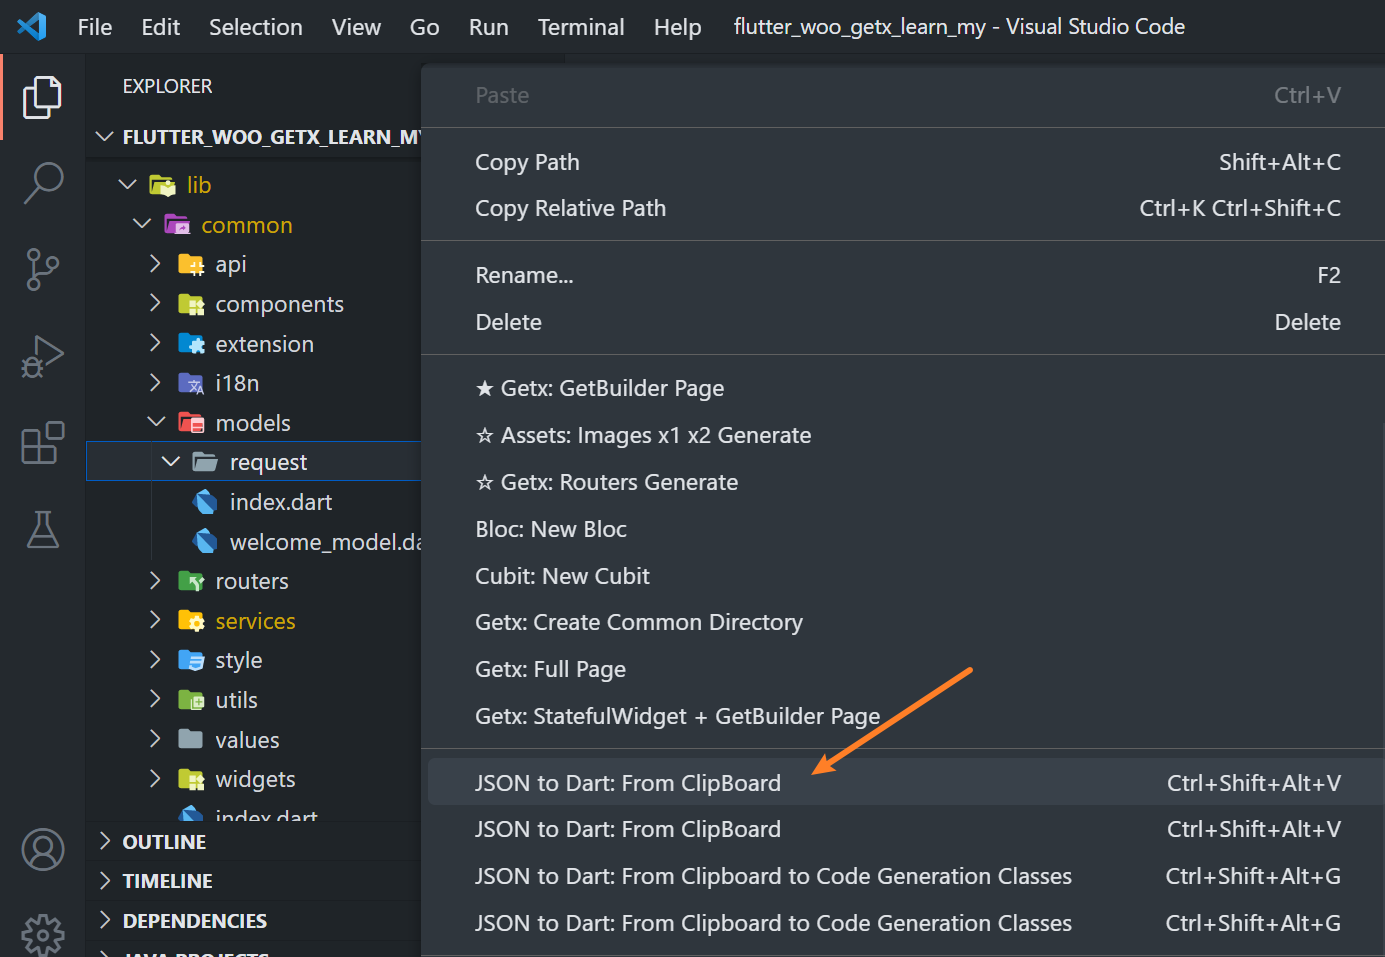 File Edit Selection View Go Run Terminal Help flutter_woo_getx_learn_my - Visual Studio Code
EXPLORER
FLUTTER_WOO_GETX_LEARN_MY
lib
common
api
components
extension
i18n
models
request
index.dart
welcome_model.da
routers
services
style
utils
values
widgets
index.dart
OUTLINE
TIMELINE
DEPENDENCIES
JAVA PROJECTS
Paste Ctrl+V
Copy Path Shift+Alt+C
Copy Relative Path Ctrl+K Ctrl+Shift+C
Rename... F2
Delete Delete
★ Getx: GetBuilder Page
☆ Assets: Images x1 x2 Generate
☆ Getx: Routers Generate
Bloc: New Bloc
Cubit: New Cubit
Getx: Create Common Directory
Getx: Full Page
Getx: StatefulWidget + GetBuilder Page
JSON to Dart: From ClipBoard Ctrl+Shift+Alt+V
JSON to Dart: From ClipBoard Ctrl+Shift+Alt+V
JSON to Dart: From Clipboard to Code Generation Classes Ctrl+Shift+Alt+G
JSON to Dart: From Clipboard to Code Generation Classes Ctrl+Shift+Alt+G